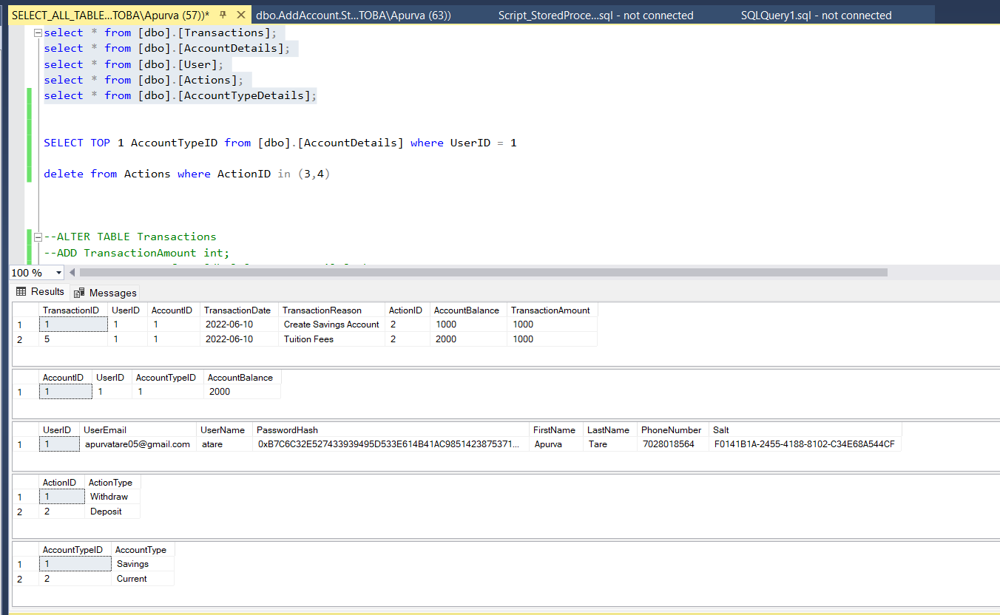 SELECT_ALL_TABLE...TOBA\Apurva (57))* dbo.AddAccount.St...TOBA\Apurva (63)) Script_StoredProce...sql - not connected SQLQuery1.sql - not connected
select * from [dbo].[Transactions];
select * from [dbo].[AccountDetails];
select * from [dbo].[User];
select * from [dbo].[Actions];
select * from [dbo].[AccountTypeDetails];
SELECT TOP 1 AccountTypeID from [dbo].[AccountDetails] where UserID = 1
delete from Actions where ActionID in (3,4)
--ALTER TABLE Transactions
--ADD TransactionAmount int;
100 %
Results Messages
TransactionID UserID AccountID TransactionDate TransactionReason ActionID AccountBalance TransactionAmount
1 1 1 1 2022-06-10 Create Savings Account 2 1000 1000
2 5 1 1 2022-06-10 Tuition Fees 2 2000 1000
AccountID UserID AccountTypeID AccountBalance
1 1 1 1 2000
UserID UserEmail UserName PasswordHash FirstName LastName PhoneNumber Salt
1 1 apurvatare05@gmail.com atare 0xB7C6C32E527433939495D533E614B41AC9851423875371... Apurva Tare 7028018564 F0141B1A-2455-4188-8102-C34E68A544CF
ActionID ActionType
1 1 Withdraw
2 2 Deposit
AccountTypeID AccountType
1 1 Savings
2 2 Current